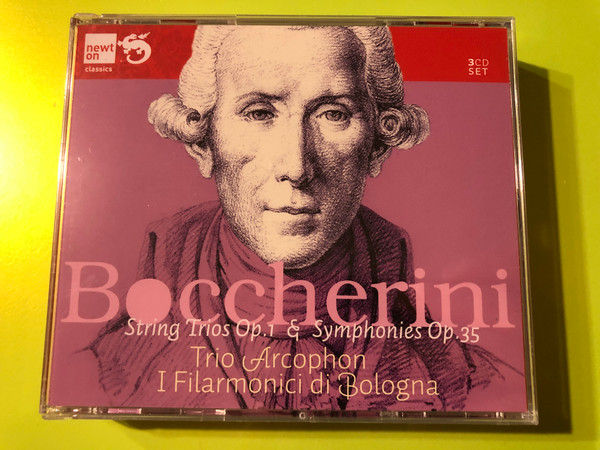 newt
on
classics
3CD
SET
Boccherini
String Trios Op.1 & Symphonies Op.35
Trio Arcophon
I Filarmonici di Bologna